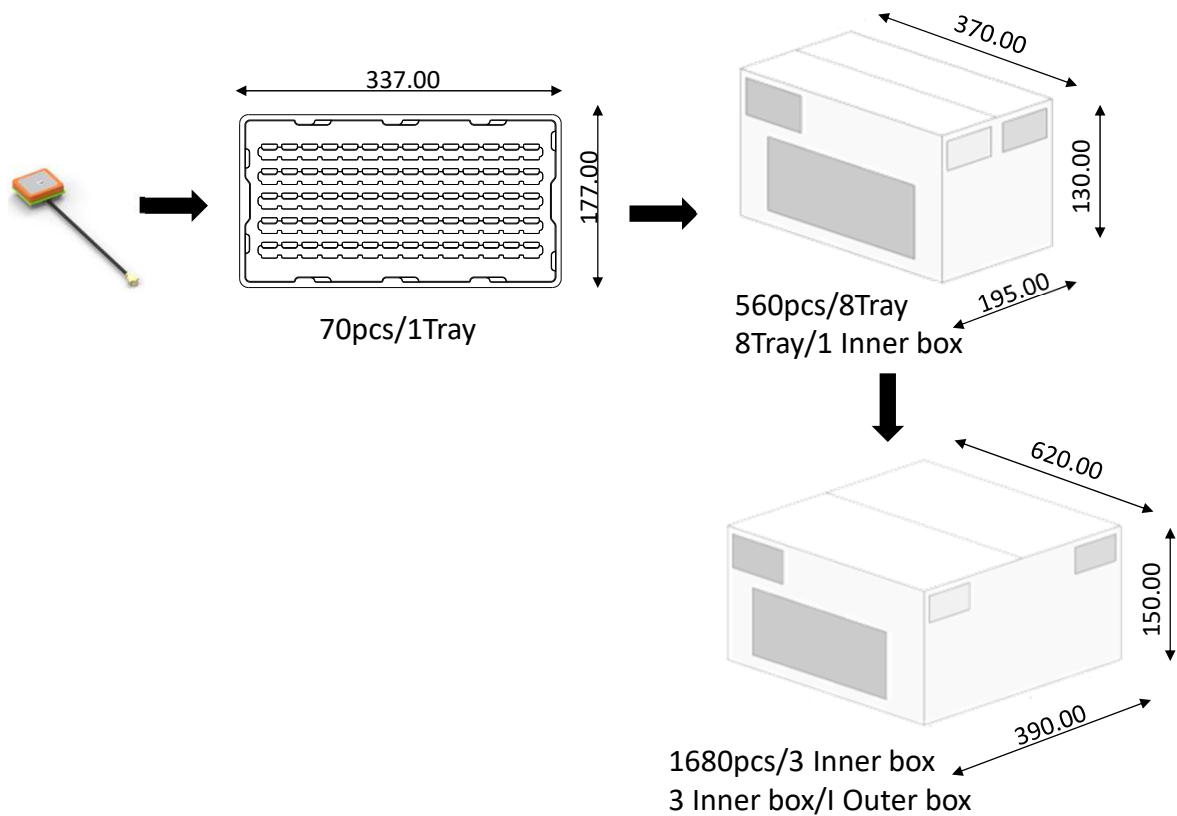 337.00
177.00
70pcs/1Tray
370.00
130.00
195.00
560pcs/8Tray
8Tray/1 Inner box
620.00
150.00
390.00
1680pcs/3 Inner box
3 Inner box/I Outer box